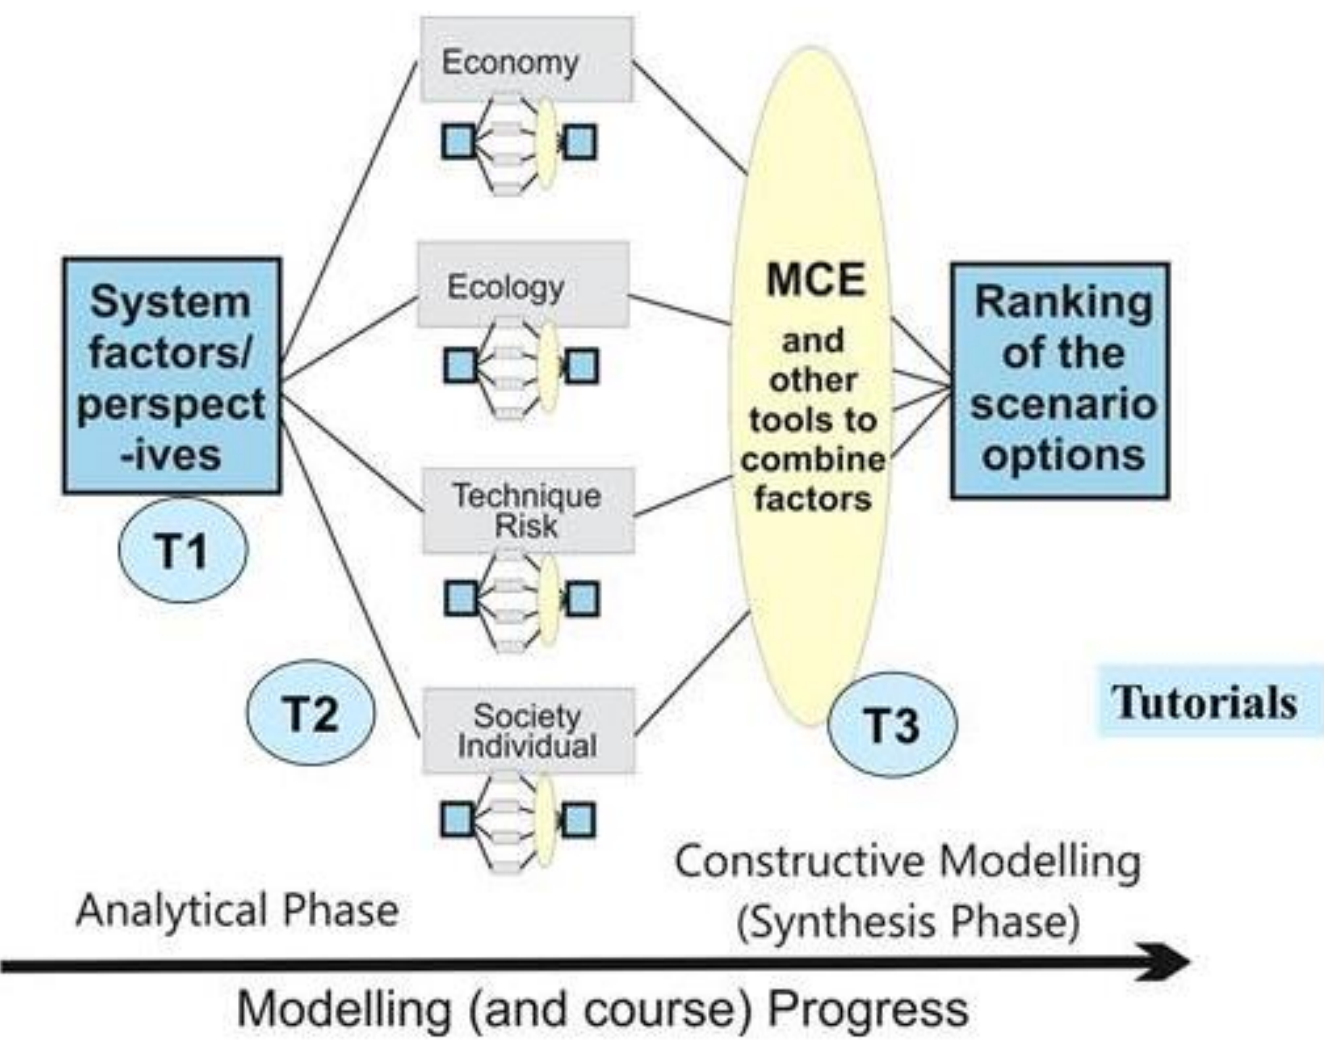 Economy
Ecology
Technique
Risk
Society
Individual
System
factors/
perspect
-ives
T1
T2
MCE
and
other
tools to
combine
factors
T3
Ranking
of the
scenario
options
Tutorials
Analytical Phase
Constructive Modelling
(Synthesis Phase)
Modelling (and course) Progress